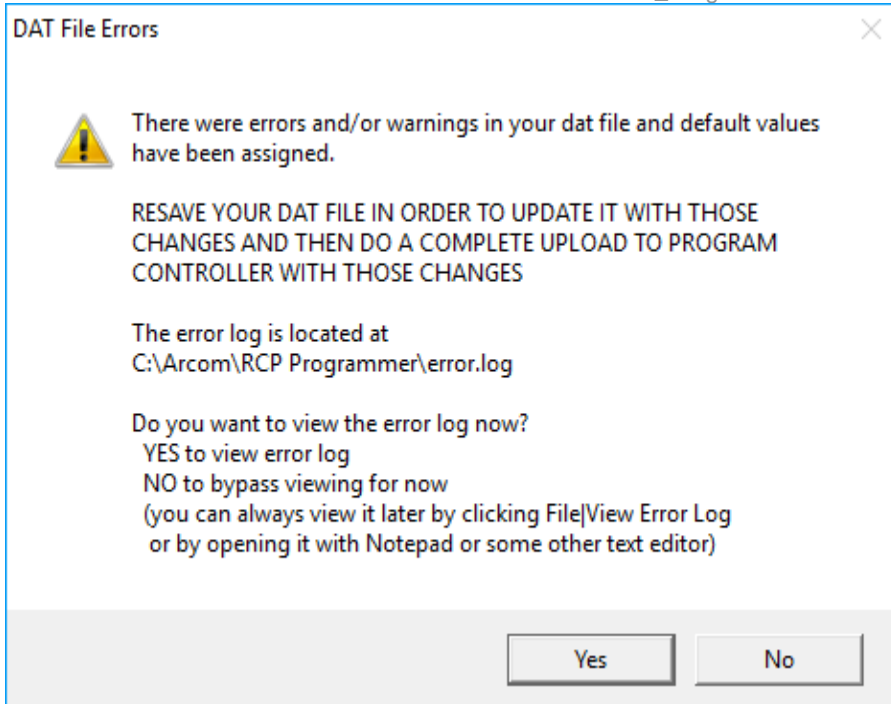 DAT File Errors
There were errors and/or warnings in your dat file and default values
have been assigned.
RESAVE YOUR DAT FILE IN ORDER TO UPDATE IT WITH THOSE
CHANGES AND THEN DO A COMPLETE UPLOAD TO PROGRAM
CONTROLLER WITH THOSE CHANGES
The error log is located at
C:\Arcom\RCP Programmer\error.log
Do you want to view the error log now?
YES to view error log
NO to bypass viewing for now
(you can always view it later by clicking File|View Error Log
or by opening it with Notepad or some other text editor)
Yes
No